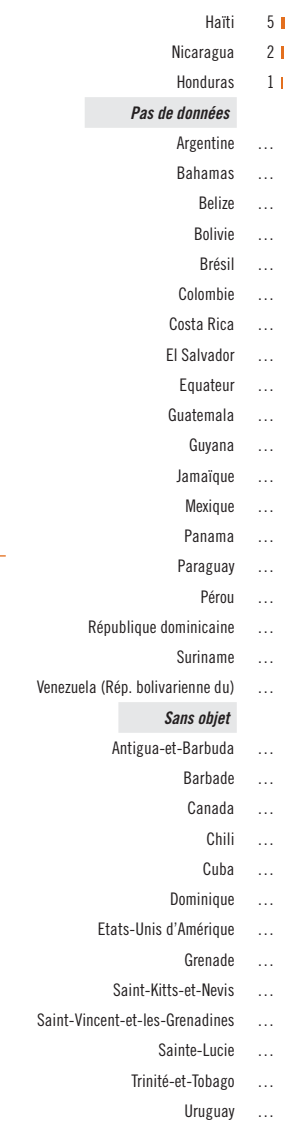 Haïti 5
Nicaragua 2
Honduras 1
Pas de données
Argentine ...
Bahamas ...
Belize ...
Bolivie ...
Brésil ...
Colombie ...
Costa Rica ...
El Salvador ...
Equateur ...
Guatemala ...
Guyana ...
Jamaïque ...
Mexique ...
Panama ...
Paraguay ...
Pérou ...
République dominicaine ...
Suriname ...
Venezuela (Rép. bolivarienne du) ...
Sans objet
Antigua-et-Barbuda ...
Barbade ...
Canada ...
Chili ...
Cuba ...
Dominique ...
Etats-Unis d'Amérique ...
Grenade ...
Saint-Kitts-et-Nevis ...
Saint-Vincent-et-les-Grenadines ...
Sainte-Lucie ...
Trinité-et-Tobago ...
Uruguay ...